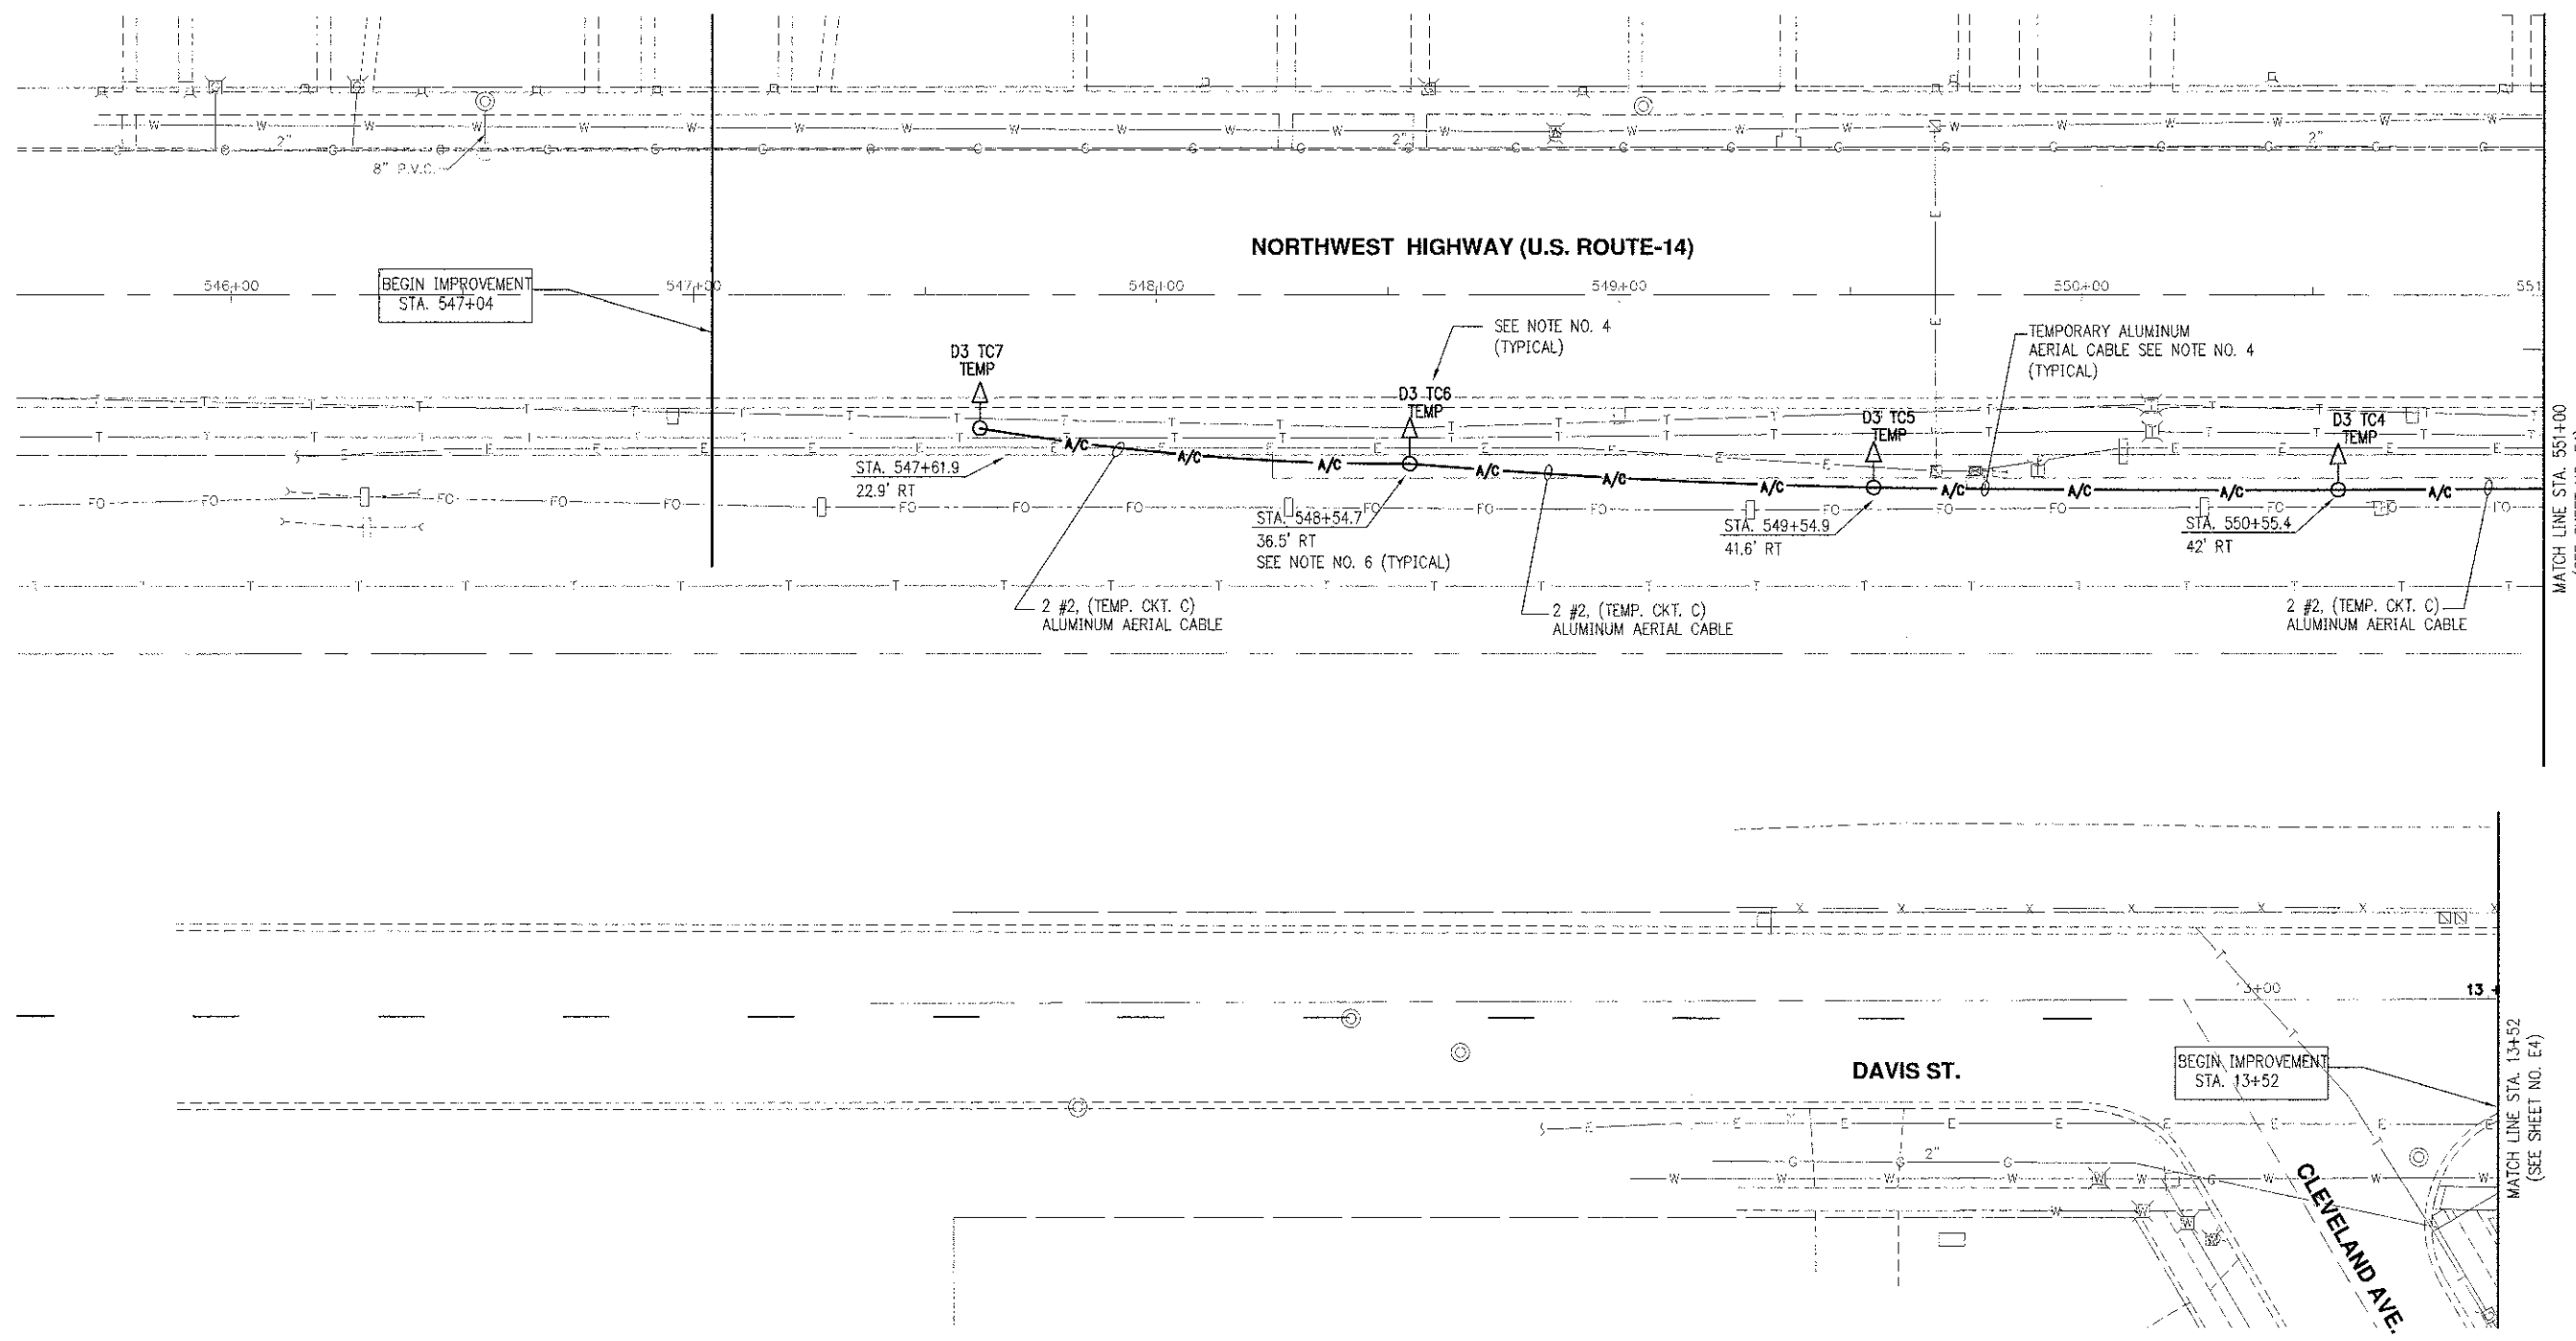 2"
2"
2"
8" P.V.C.
NORTHWEST HIGHWAY (U.S. ROUTE-14)
546+00
547+00
548+00
549+00
550+00
551
BEGIN IMPROVEMENT
STA. 547+04
SEE NOTE NO. 4
(TYPICAL)
TEMPORARY ALUMINUM
AERIAL CABLE SEE NOTE NO. 4
(TYPICAL)
D3 TC7
TEMP
D3 TC6
TEMP
D3 TC5
TEMP
D3 TC4
TEMP
A/C A/C A/C A/C A/C A/C A/C A/C A/C A/C
STA. 547+61.9
22.9' RT
STA. 548+54.7
36.5' RT
SEE NOTE NO. 6 (TYPICAL)
STA. 549+54.9
41.6' RT
STA. 550+55.4
42' RT
2 #2, (TEMP. CKT. C)
ALUMINUM AERIAL CABLE
2 #2, (TEMP. CKT. C)
ALUMINUM AERIAL CABLE
2 #2, (TEMP. CKT. C)
ALUMINUM AERIAL CABLE
MATCH LINE STA. 551+00
13+00
13+
DAVIS ST.
BEGIN IMPROVEMENT
STA. 13+52
2"
CLEVELAND AVE.
MATCH LINE STA. 13+52
(SEE SHEET NO. E4)